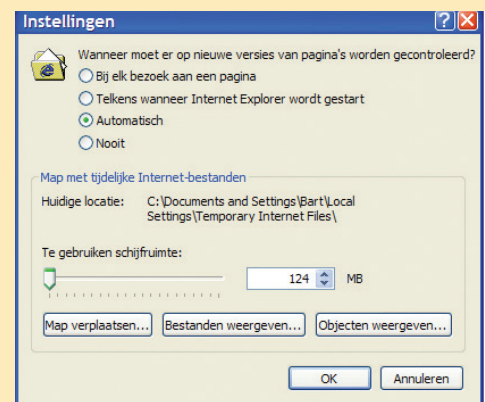 Instellingen
Wanneer moet er op nieuwe versies van pagina's worden gecontroleerd?
Bij elk bezoek aan een pagina
Telkens wanneer Internet Explorer wordt gestart
Automatisch
Nooit
Map met tijdelijke Internet-bestanden
Huidige locatie: C:\Documents and Settings\Bart\Local
Settings\Temporary Internet Files\
Te gebruiken schijfruimte:
124 MB
Map verplaatsen... Bestanden weergeven... Objecten weergeven...
OK Annuleren